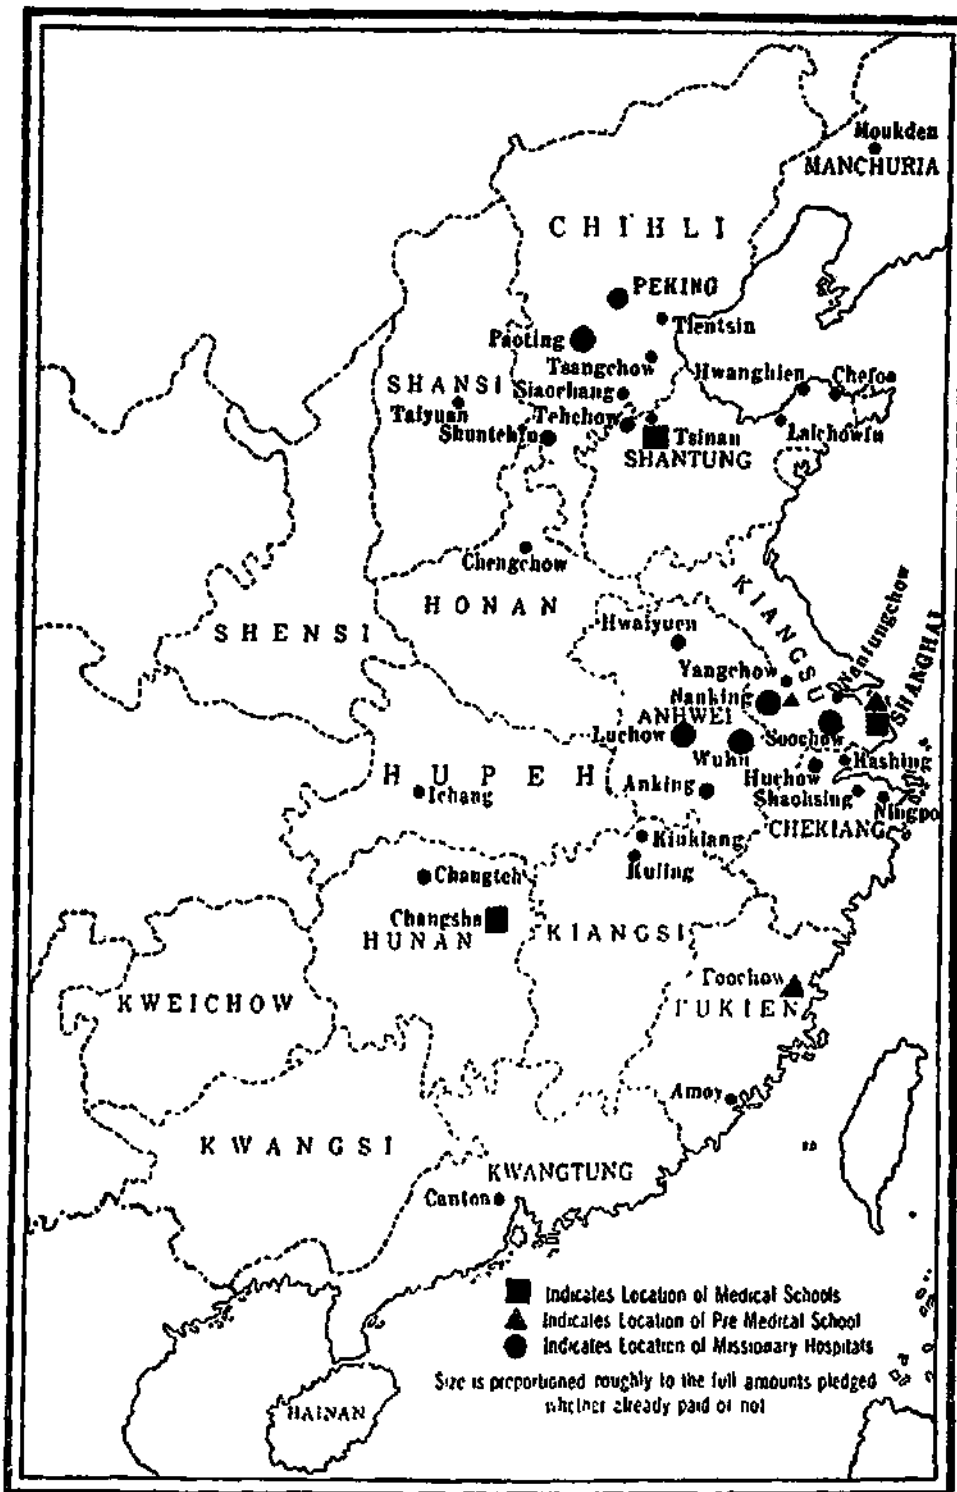 Moukden
MANCHURIA
CHIHLI
PEKING
Tientsin
Paoting
Tsangchow
Hwanghien
Chefoo
SHANSI
Siaochang
Taiyuan
Tehchow
Laichowfu
Shuntehfu
Tsinan
SHANTUNG
Chengchow
HONAN
KIANGSU
Nantungchow
SHANGHAI
SHENSI
Hwaiyuen
Yangchow
Nanking
ANHWEI
Luchow
Wuhu
Soochow
Kashing
HUPEH
Huchow
Ichang
Anking
Shaohsing
Ningpo
CHEKIANG
Kiukiang
Kuling
Changteh
Changsha
HUNAN
KIANGSI
KWEICHOW
Foochow
FUKIEN
Amoy
KWANGSI
KWANGTUNG
Canton
Indicates Location of Medical Schools
Indicates Location of Pre Medical School
Indicates Location of Missionary Hospitals
Size is proportioned roughly to the full amounts pledged
whether already paid or not
HAINAN